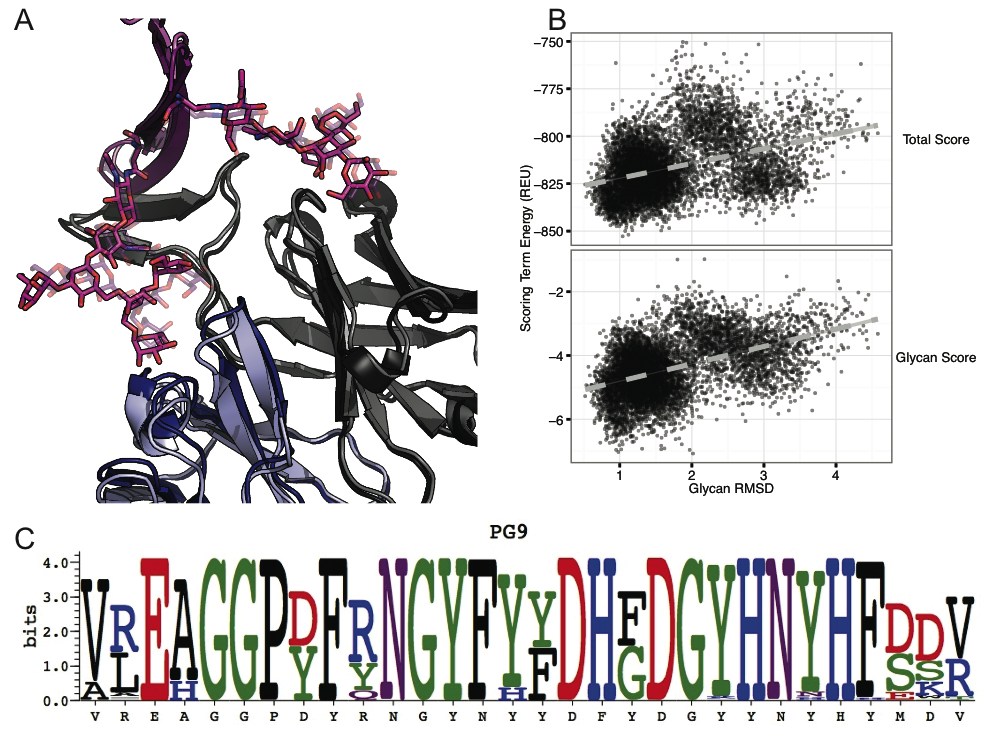 A
B
−750
−775
−800
−825
−850
Total Score
Scoring Term Energy (REU)
−2
−4
−6
Glycan Score
1 2 3 4
Glycan RMSD
C
PG9
bits
4.0
3.0
2.0
1.0
0.0
V R E A G G P D F R N G Y F Y Y D H F D G Y H N Y H F D D V
A L H Y Y H F G S S R
Q E K
V R E A G G P D Y R N G Y N Y Y D F Y D G Y Y N Y H Y M D V